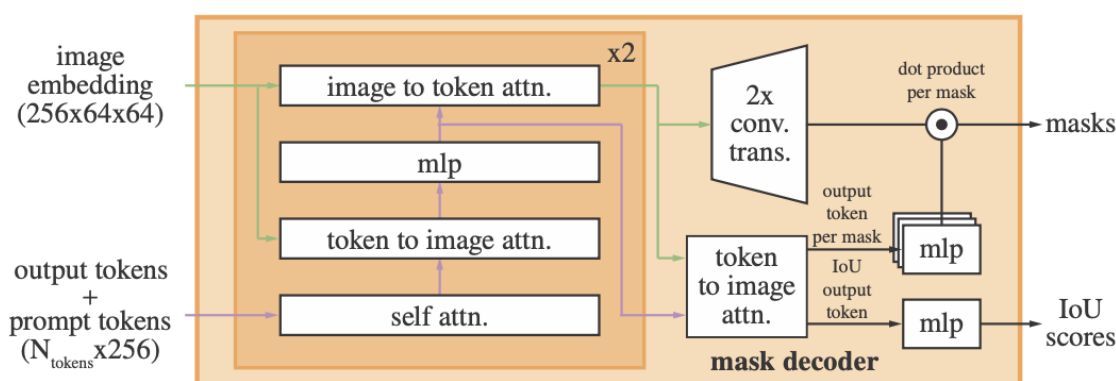 image
embedding
(256x64x64)
output tokens
+
prompt tokens
(N_tokens x256)
x2
image to token attn.
mlp
token to image attn.
self attn.
2x
conv.
trans.
dot product
per mask
masks
output
token
per mask
mlp
token
to image
attn.
IoU
output
token
mlp
IoU
scores
mask decoder